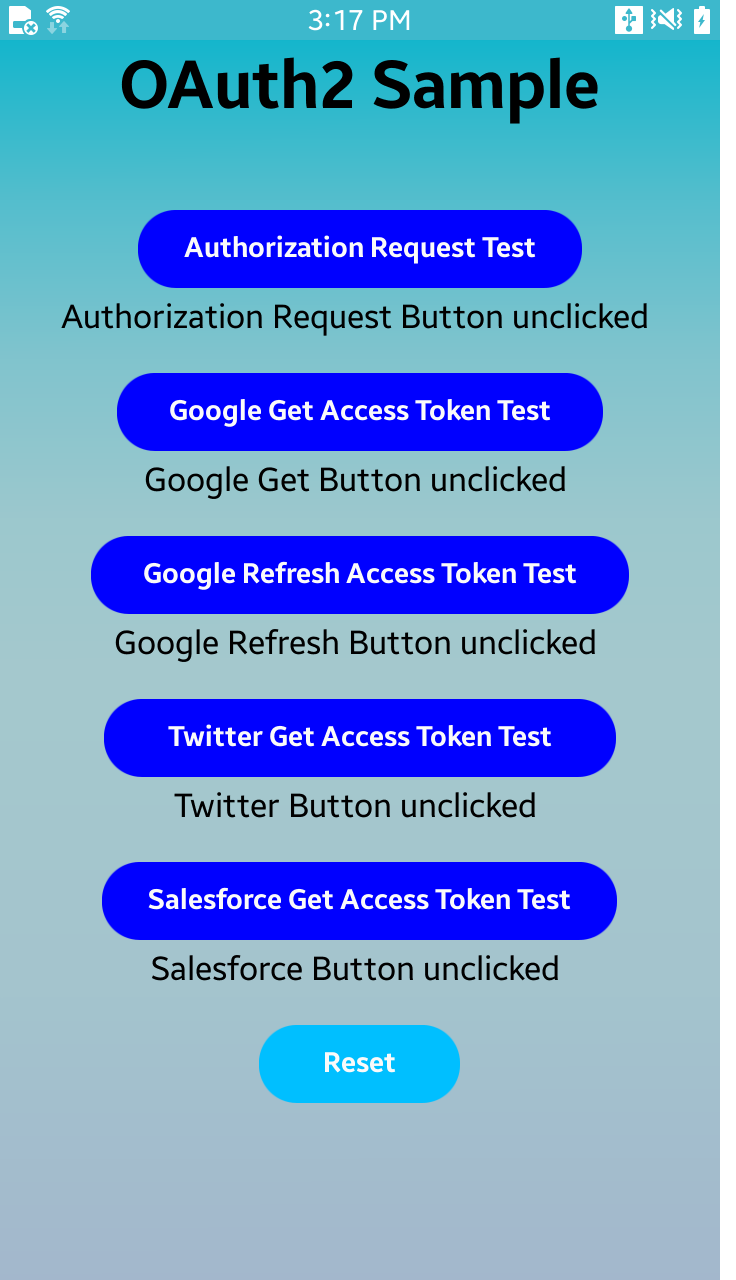 3:17 PM
OAuth2 Sample
Authorization Request Test
Authorization Request Button unclicked
Google Get Access Token Test
Google Get Button unclicked
Google Refresh Access Token Test
Google Refresh Button unclicked
Twitter Get Access Token Test
Twitter Button unclicked
Salesforce Get Access Token Test
Salesforce Button unclicked
Reset